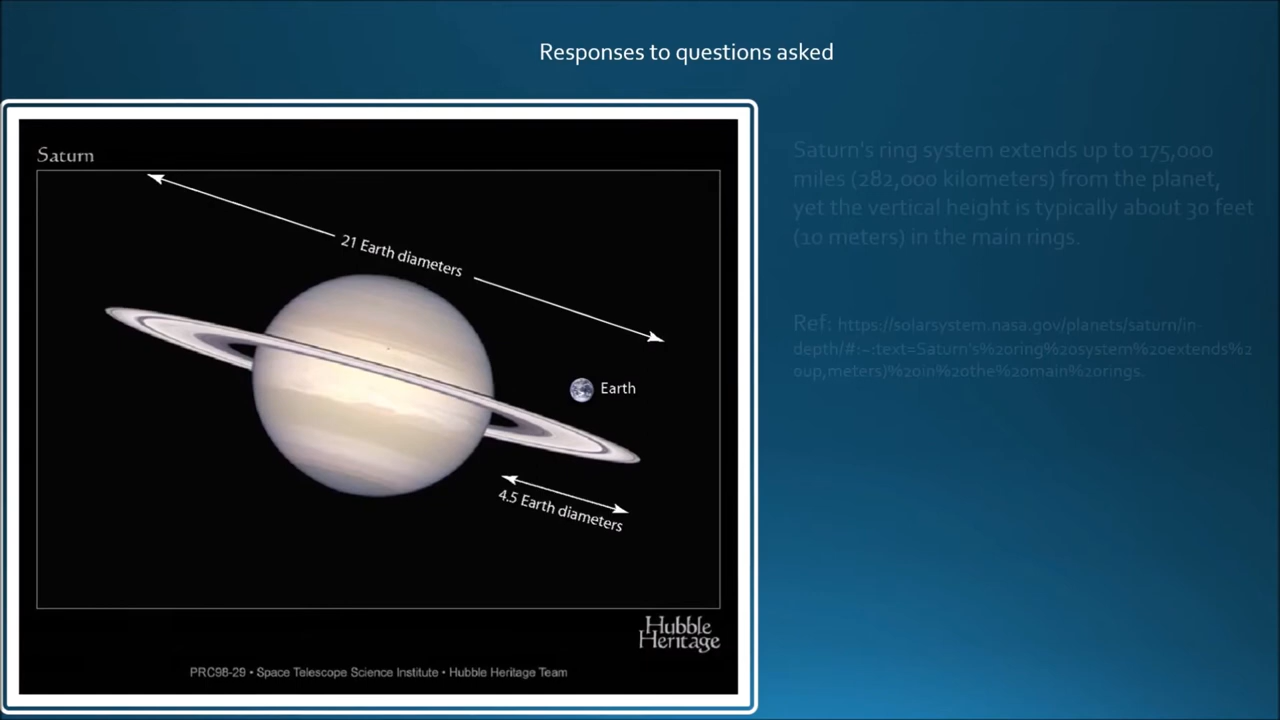 Responses to questions asked
Saturn
21 Earth diameters
Earth
4.5 Earth diameters
Hubble
Heritage
PRC98-29 • Space Telescope Science Institute • Hubble Heritage Team
Saturn's ring system extends up to 175,000
miles (282,000 kilometers) from the planet,
yet the vertical height is typically about 30 feet
(10 meters) in the main rings.
Ref: https://solarsystem.nasa.gov/planets/saturn/in-
depth/#:~:text=Saturn's%20ring%20system%20extends%2
0up,meters)%20in%20the%20main%20rings.